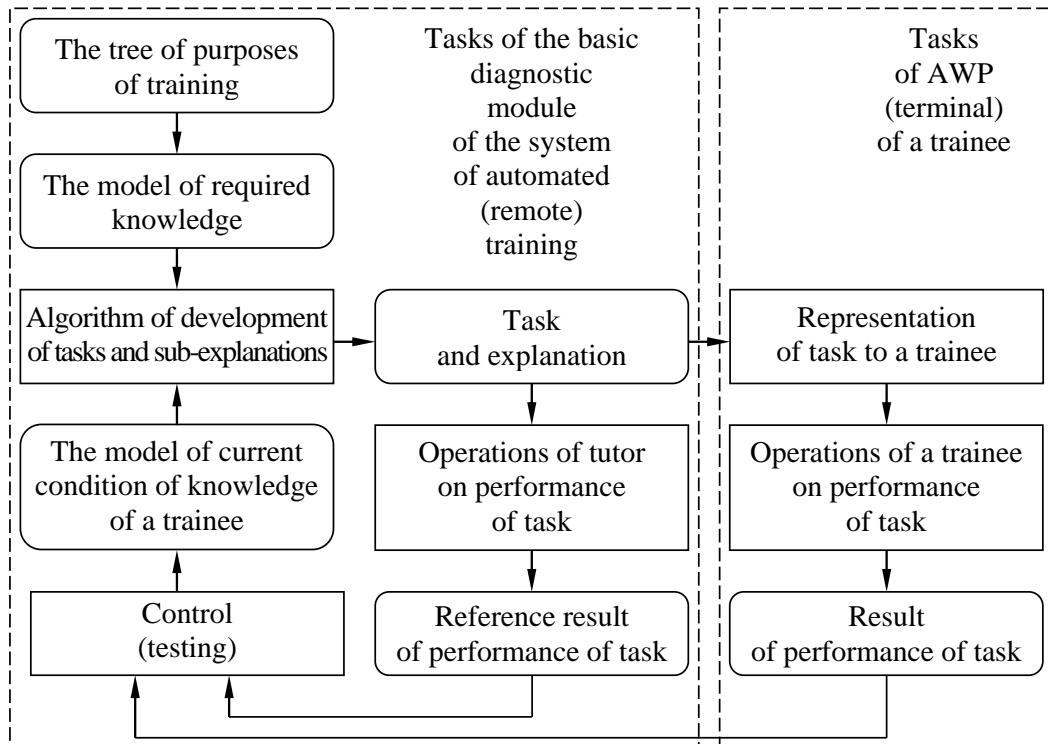 The tree of purposes
of training
Tasks of the basic
diagnostic
module
of the system
of automated
(remote)
training
Tasks
of AWP
(terminal)
of a trainee
The model of required
knowledge
Algorithm of development
of tasks and sub-explanations
Task
and explanation
Representation
of task to a trainee
The model of current
condition of knowledge
of a trainee
Operations of tutor
on performance
of task
Operations of a trainee
on performance
of task
Control
(testing)
Reference result
of performance of task
Result
of performance of task